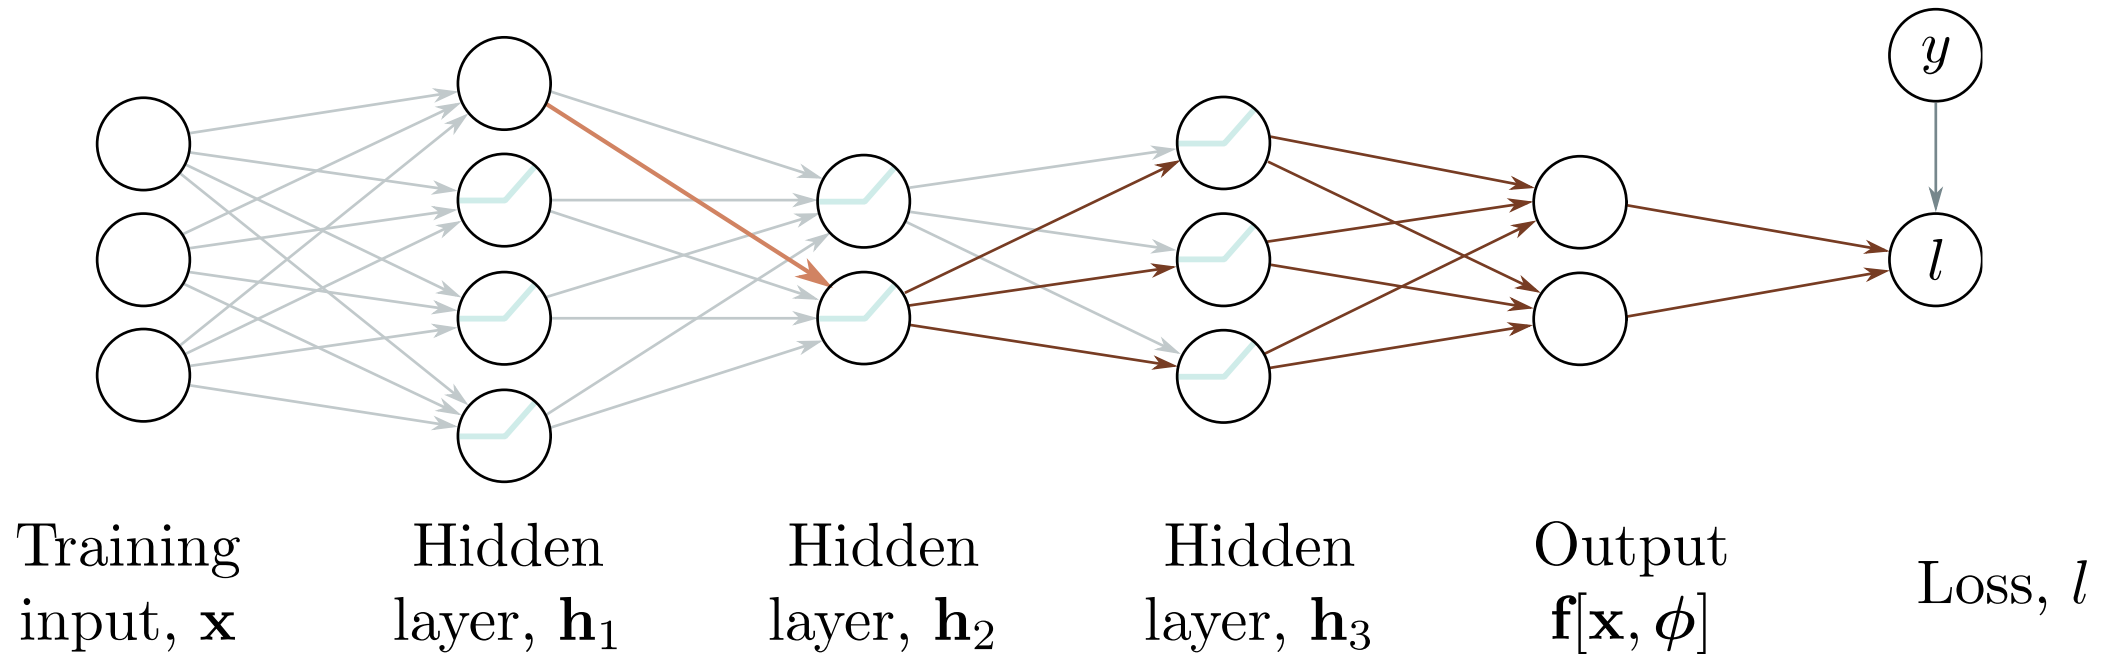 y
l
Training
input, x
Hidden
layer, h₁
Hidden
layer, h₂
Hidden
layer, h₃
Output
f[x, ϕ]
Loss, l